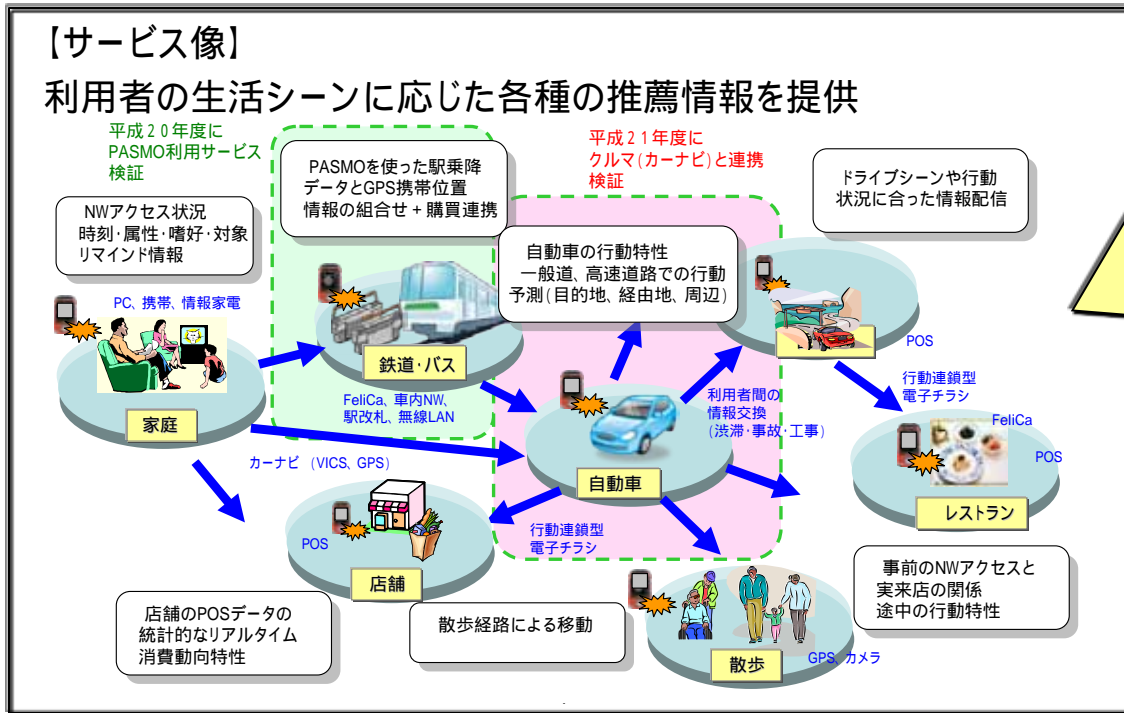 【サービス像】
利用者の生活シーンに応じた各種の推薦情報を提供
平成20年度に
PASMO利用サービス
検証
平成21年度に
クルマ(カーナビ)と連携
検証
PASMOを使った駅乗降
データとGPS携帯位置
情報の組合せ+購買連携
ドライブシーンや行動
状況に合った情報配信
NWアクセス状況
時刻・属性・嗜好・対象
リマインド情報
自動車の行動特性
一般道、高速道路での行動
予測(目的地、経由地、周辺)
PC、携帯、情報家電
POS
鉄道・バス
家庭
FeliCa、車内NW、
駅改札、無線LAN
利用者間の
情報交換
(渋滞・事故・工事)
行動連鎖型
電子チラシ
FeliCa
POS
カーナビ (VICS、GPS)
自動車
レストラン
POS
行動連鎖型
電子チラシ
店舗
事前のNWアクセスと
実来店の関係
途中の行動特性
店舗のPOSデータの
統計的なリアルタイム
消費動向特性
散歩経路による移動
散歩
GPS、カメラ